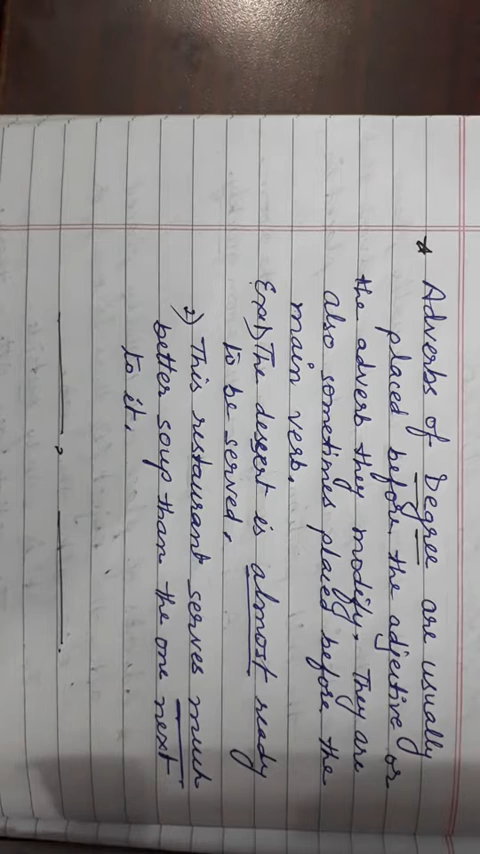 * Adverbs of Degree are usually
placed before the adjective or
the adverb they modify. They are
also sometimes placed before the
main verb.
Exp1) The desert is almost ready
to be served.
2) This restaurant serves much
better soup than the one next
to it.